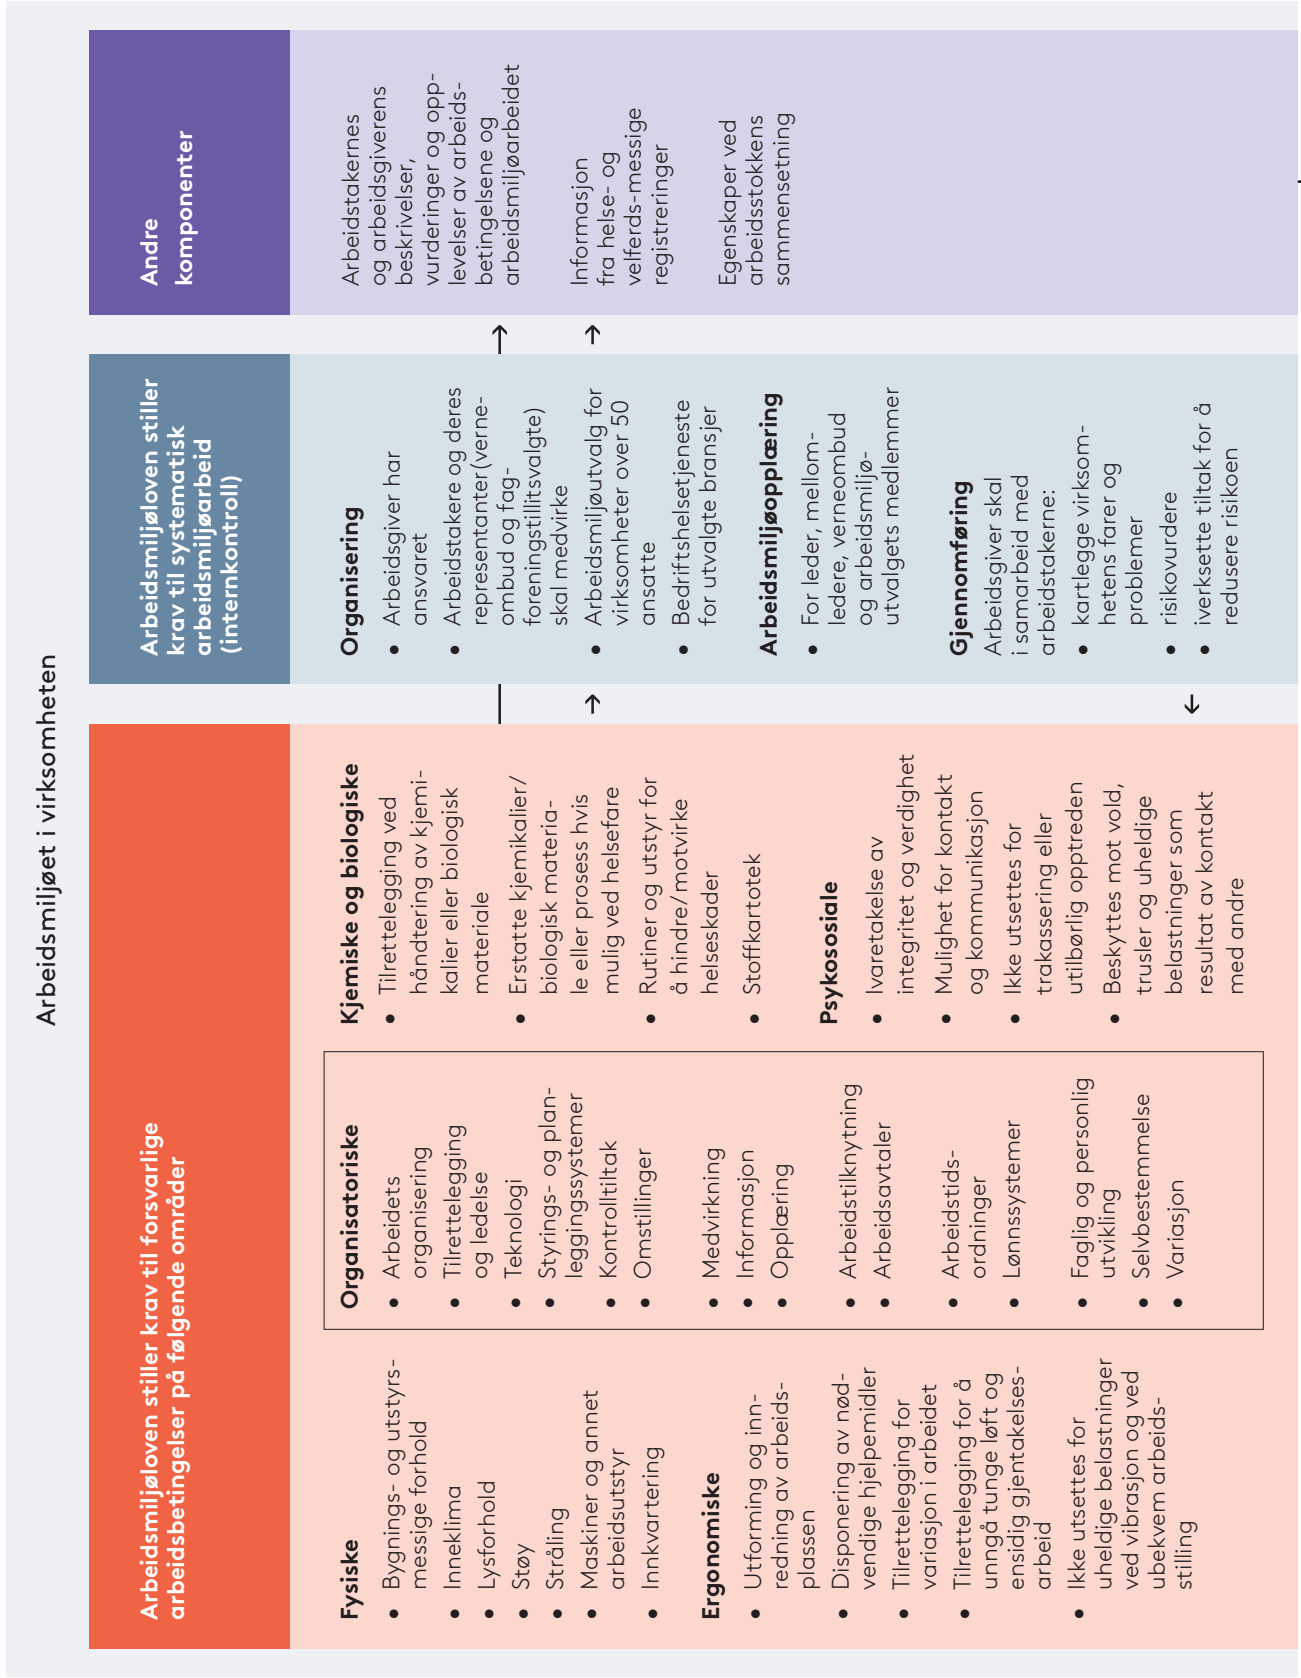 Arbeidsmiljøet i virksomheten
Arbeidsmiljøloven stiller krav til forsvarlige
arbeidsbetingelser på følgende områder
Fysiske
• Bygnings- og utstyrs-
messige forhold
• Inneklima
• Lysforhold
• Støy
• Stråling
• Maskiner og annet
arbeidsutstyr
• Innkvartering
Ergonomiske
• Utforming og inn-
redning av arbeids-
plassen
• Disponering av nød-
vendige hjelpemidler
• Tilrettelegging for
variasjon i arbeidet
• Tilrettelegging for å
unngå tunge løft og
ensidig gjentakelses-
arbeid
• Ikke utsettes for
uheldige belastninger
ved vibrasjon og ved
ubekvem arbeids-
stilling
Organisatoriske
• Arbeidets
organisering
• Tilrettelegging
og ledelse
• Teknologi
• Styrings- og plan-
leggingssystemer
• Kontrolltiltak
• Omstillinger
• Medvirkning
• Informasjon
• Opplæring
• Arbeidstilknytning
• Arbeidsavtaler
• Arbeidstids-
ordninger
• Lønnssystemer
• Faglig og personlig
utvikling
• Selvbestemmelse
• Variasjon
Kjemiske og biologiske
• Tilrettelegging ved
håndtering av kjemi-
kalier eller biologisk
materiale
• Erstatte kjemikalier/
biologisk materia-
le eller prosess hvis
mulig ved helsefare
• Rutiner og utstyr for
å hindre/ motvirke
helseskader
• Stoffkartotek
Psykososiale
• Ivaretakelse av
integritet og verdighet
• Mulighet for kontakt
og kommunikasjon
• Ikke utsettes for
trakassering eller
utilbørlig opptreden
• Beskyttes mot vold,
trusler og uheldige
belastninger som
resultat av kontakt
med andre
Arbeidsmiljøloven stiller
krav til systematisk
arbeidsmiljøarbeid
(internkontroll)
Organisering
• Arbeidsgiver har
ansvaret
• Arbeidstakere og deres
representanter(verne-
ombud og fag-
foreningstillitsvalgte)
skal medvirke
• Arbeidsmiljøutvalg for
virksomheter over 50
ansatte
• Bedriftshelsetjeneste
for utvalgte bransjer
Arbeidsmiljøopplæring
• For leder, mellom-
ledere, verneombud
og arbeidsmiljø-
utvalgets medlemmer
Gjennomføring
Arbeidsgiver skal
i samarbeid med
arbeidstakerne:
• kartlegge virksom-
hetens farer og
problemer
• risikovurdere
• iverksette tiltak for å
redusere risikoen
Andre
komponenter
Arbeidstakernes
og arbeidsgiverens
beskrivelser,
vurderinger og opp-
levelser av arbeids-
betingelsene og
arbeidsmiljøarbeidet
Informasjon
fra helse- og
velferds-messige
registreringer
Egenskaper ved
arbeidsstokkens
sammensetning